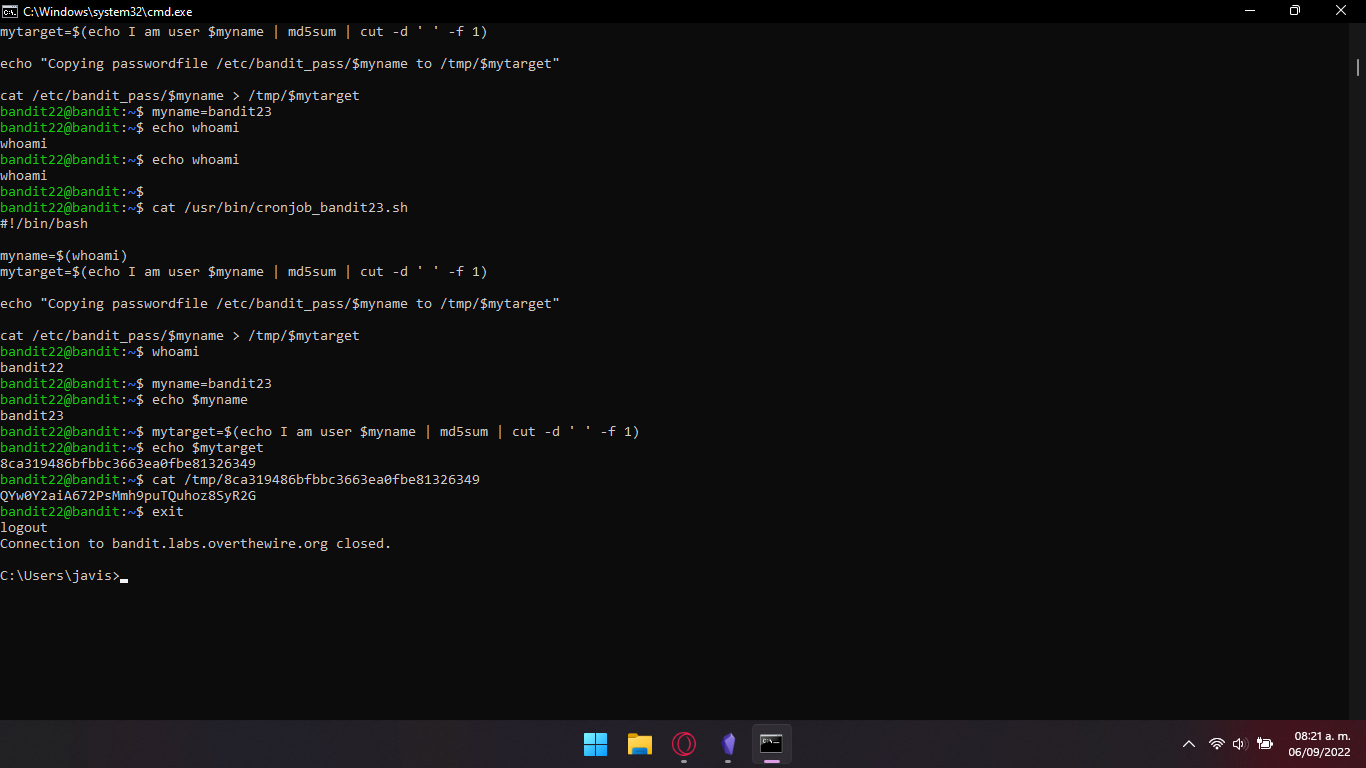 C:\Windows\system32\cmd.exe
mytarget=$(echo I am user $myname | md5sum | cut -d ' ' -f 1)
echo "Copying passwordfile /etc/bandit_pass/$myname to /tmp/$mytarget"
cat /etc/bandit_pass/$myname > /tmp/$mytarget
bandit22@bandit:~$ myname=bandit23
bandit22@bandit:~$ echo whoami
whoami
bandit22@bandit:~$ echo whoami
whoami
bandit22@bandit:~$
bandit22@bandit:~$ cat /usr/bin/cronjob_bandit23.sh
#!/bin/bash
myname=$(whoami)
mytarget=$(echo I am user $myname | md5sum | cut -d ' ' -f 1)
echo "Copying passwordfile /etc/bandit_pass/$myname to /tmp/$mytarget"
cat /etc/bandit_pass/$myname > /tmp/$mytarget
bandit22@bandit:~$ whoami
bandit22
bandit22@bandit:~$ myname=bandit23
bandit22@bandit:~$ echo $myname
bandit23
bandit22@bandit:~$ mytarget=$(echo I am user $myname | md5sum | cut -d ' ' -f 1)
bandit22@bandit:~$ echo $mytarget
8ca319486bfbbc3663ea0fbe81326349
bandit22@bandit:~$ cat /tmp/8ca319486bfbbc3663ea0fbe81326349
QYw0Y2aiA672PsMmh9puTQuhoz8SyR2G
bandit22@bandit:~$ exit
logout
Connection to bandit.labs.overthewire.org closed.
C:\Users\javis>
08:21 a. m.
06/09/2022